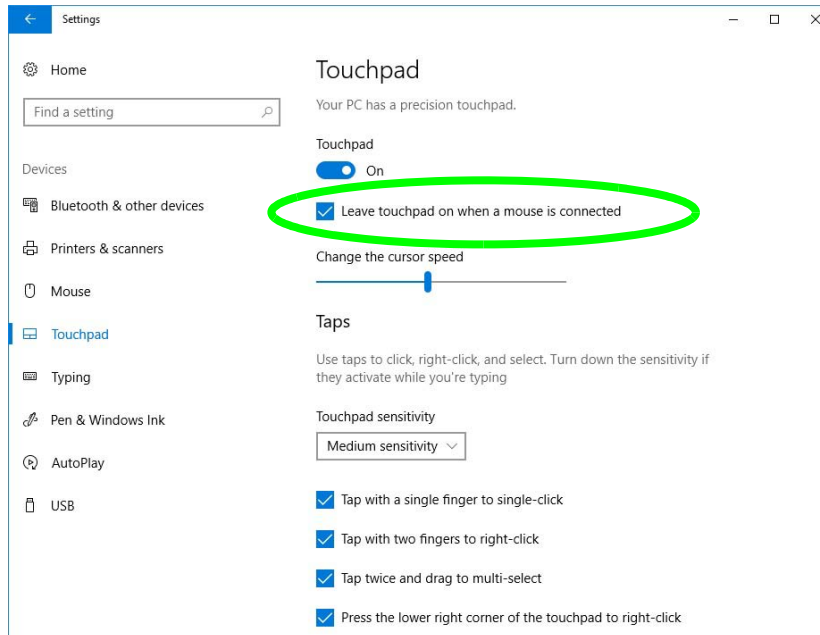 Settings
Home
Find a setting
Devices
Bluetooth & other devices
Printers & scanners
Mouse
Touchpad
Typing
Pen & Windows Ink
AutoPlay
USB
Touchpad
Your PC has a precision touchpad.
Touchpad
On
Leave touchpad on when a mouse is connected
Change the cursor speed
Taps
Use taps to click, right-click, and select. Turn down the sensitivity if
they activate while you're typing
Touchpad sensitivity
Medium sensitivity
Tap with a single finger to single-click
Tap with two fingers to right-click
Tap twice and drag to multi-select
Press the lower right corner of the touchpad to right-click